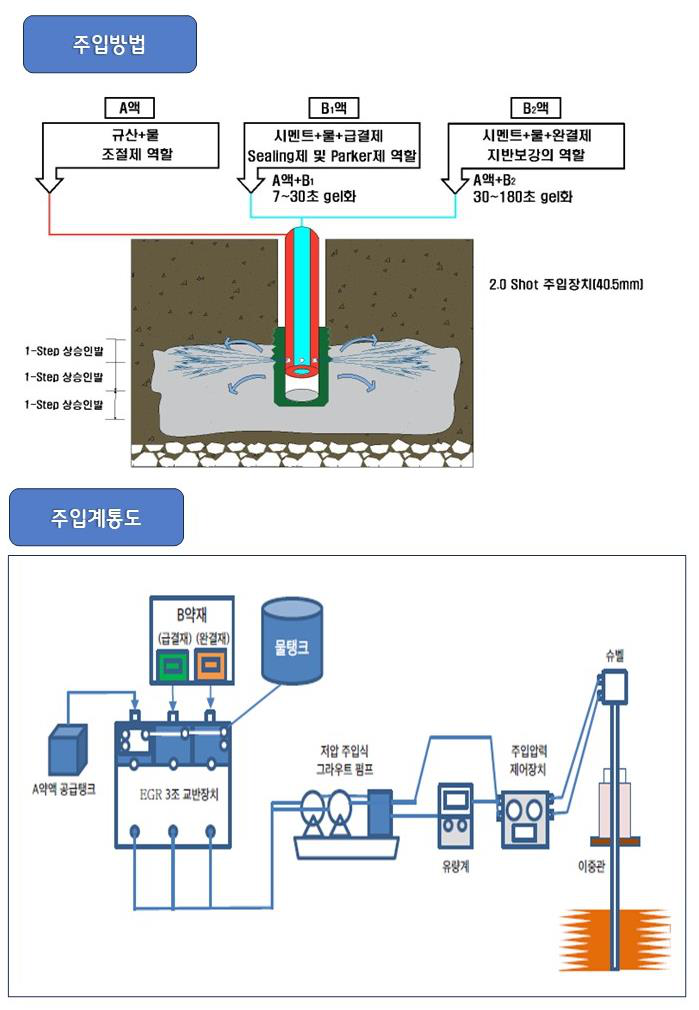 주입방법
A액
규산+물
조절제 역할
B₁액
시멘트+물+급결제
Sealing제 및 Parker제 역할
B₂액
시멘트+물+완결제
지반보강의 역할
A액+B₁
7~30초 gel화
A액+B₂
30~180초 gel화
2.0 Shot 주입장치(40.5mm)
1-Step 상승인발
1-Step 상승인발
1-Step 상승인발
주입계통도
B약재
(급결재) (완결재)
물탱크
슈벨
A약액 공급탱크
EGR 3조 교반장치
저압 주입식
그라우트 펌프
유량계
주입압력
제어장치
이중관